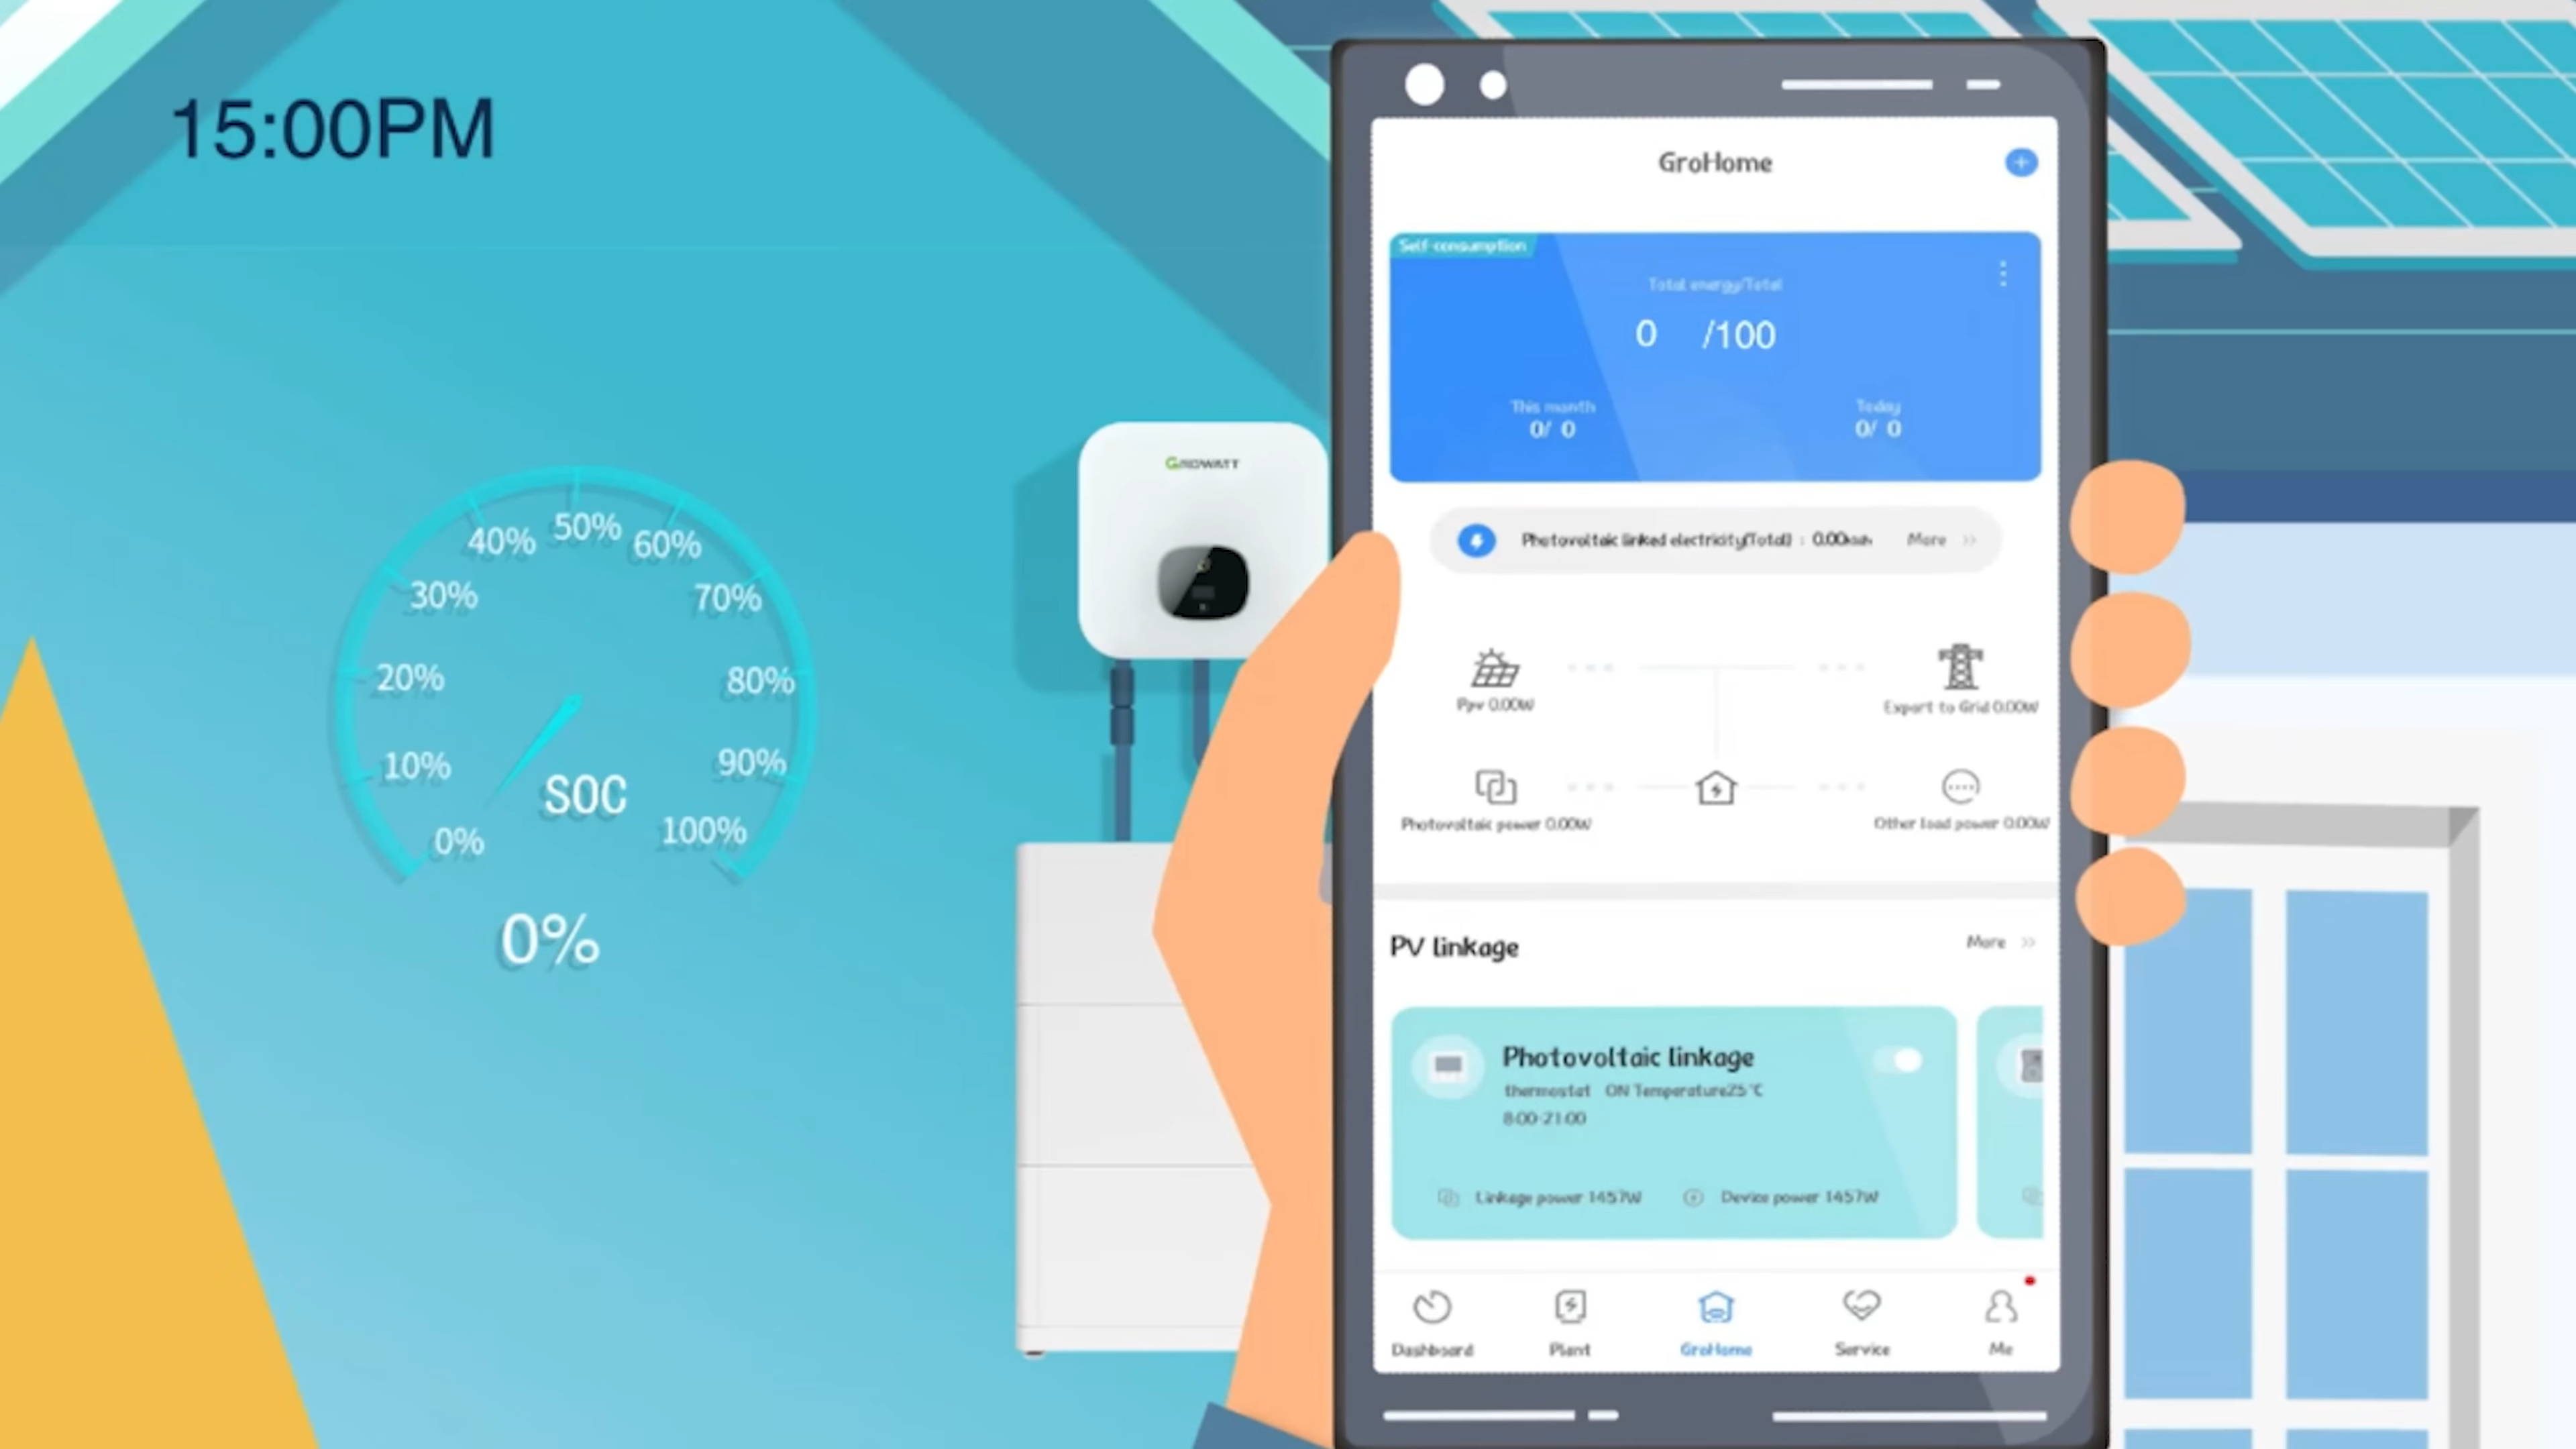 15:00PM
40% 50% 60%
30% 70%
20% 80%
10% 90%
SOC
0% 100%
0%
GROWATT
GroHome
Self-consumption
Total energy/Total
0 /100
This month Today
0/ 0 0/ 0
Photovoltaic linked electricity(Total) : 0.00kWh More >>
Ppv 0.00W Export to Grid 0.00W
Photovoltaic power 0.00W Other load power 0.00W
PV linkage More >>
Photovoltaic linkage
thermostat ON Temperature25°C
8:00-21:00
Linkage power 1457W Device power 1457W
Dashboard Plant GroHome Service Me